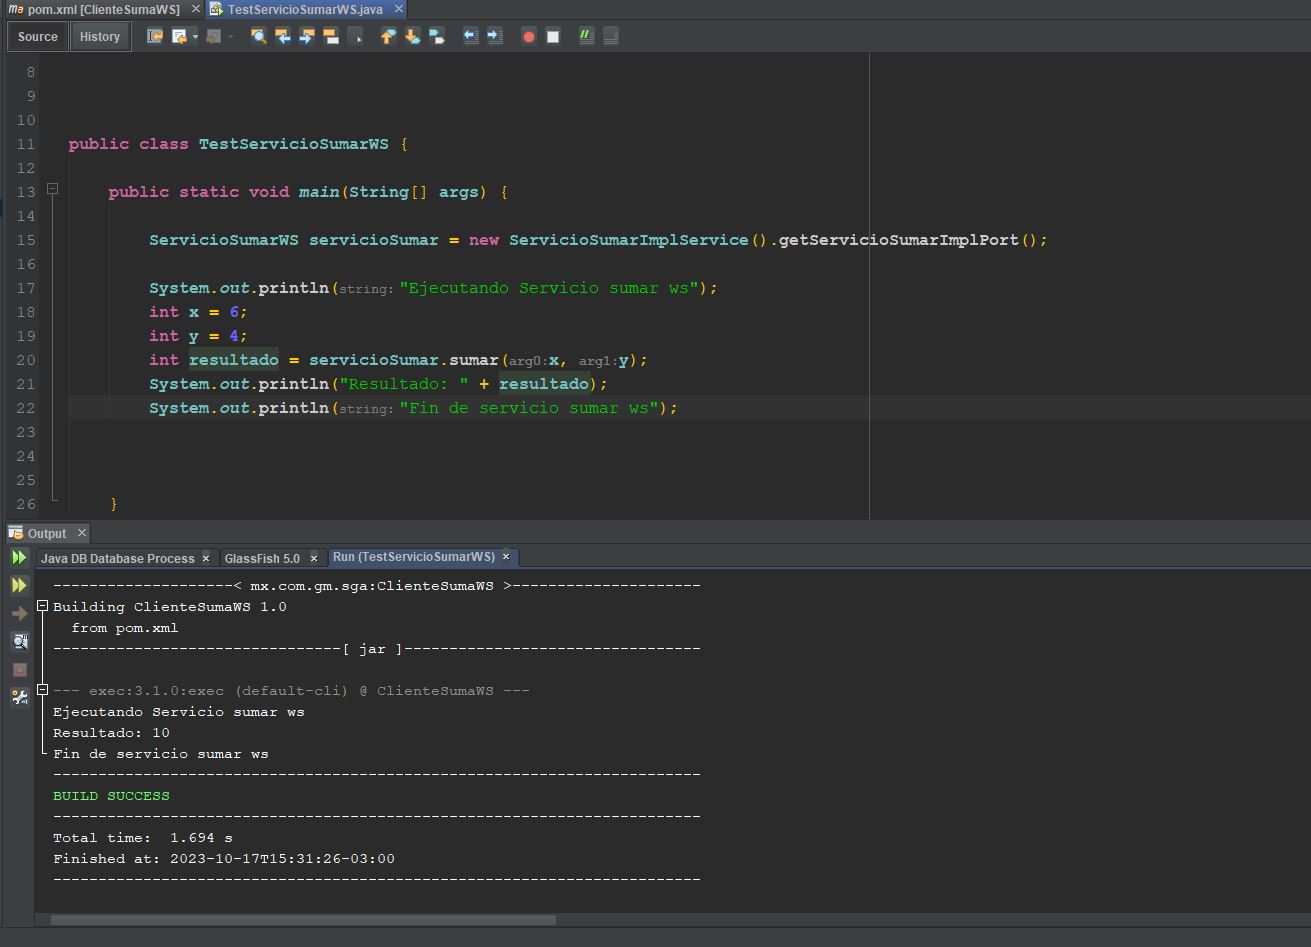 pom.xml [ClienteSumaWS] × TestServicioSumarWS.java ×
Source History
8
9
10
11 public class TestServicioSumarWS {
12
13 public static void main(String[] args) {
14
15 ServicioSumarWS servicioSumar = new ServicioSumarImplService().getServicioSumarImplPort();
16
17 System.out.println(string: "Ejecutando Servicio sumar ws");
18 int x = 6;
19 int y = 4;
20 int resultado = servicioSumar.sumar(arg0: x, arg1: y);
21 System.out.println("Resultado: " + resultado);
22 System.out.println(string: "Fin de servicio sumar ws");
23
24
25
26 }
Output ×
Java DB Database Process × GlassFish 5.0 × Run (TestServicioSumarWS) ×
--------------------< mx.com.gm.sga:ClienteSumaWS >---------------------
Building ClienteSumaWS 1.0
from pom.xml
--------------------------------[ jar ]---------------------------------
--- exec:3.1.0:exec (default-cli) @ ClienteSumaWS ---
Ejecutando Servicio sumar ws
Resultado: 10
Fin de servicio sumar ws
------------------------------------------------------------------------
BUILD SUCCESS
------------------------------------------------------------------------
Total time:  1.694 s
Finished at: 2023-10-17T15:31:26-03:00
------------------------------------------------------------------------